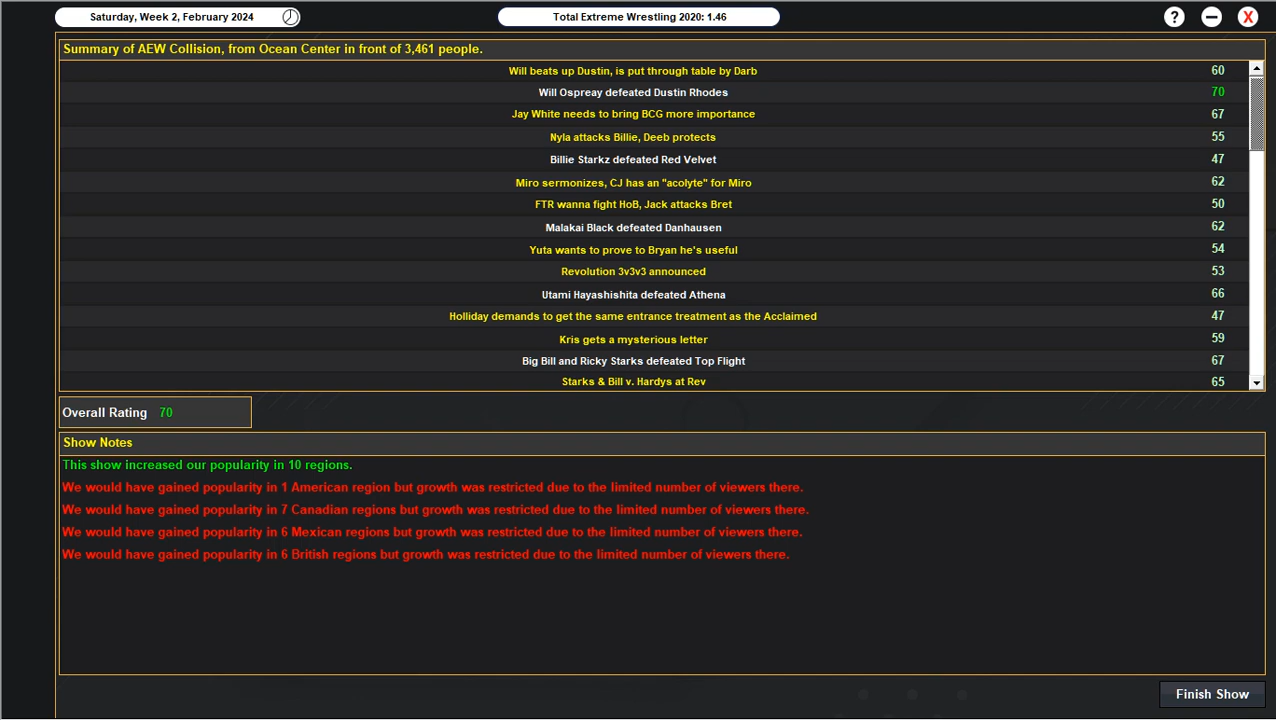 Saturday, Week 2, February 2024
Total Extreme Wrestling 2020: 1.46
?
X
Summary of AEW Collision, from Ocean Center in front of 3,461 people.
Will beats up Dustin, is put through table by Darb 60
Will Ospreay defeated Dustin Rhodes 70
Jay White needs to bring BCG more importance 67
Nyla attacks Billie, Deeb protects 55
Billie Starkz defeated Red Velvet 47
Miro sermonizes, CJ has an "acolyte" for Miro 62
FTR wanna fight HoB, Jack attacks Bret 50
Malakai Black defeated Danhausen 62
Yuta wants to prove to Bryan he's useful 54
Revolution 3v3v3 announced 53
Utami Hayashishita defeated Athena 66
Holliday demands to get the same entrance treatment as the Acclaimed 47
Kris gets a mysterious letter 59
Big Bill and Ricky Starks defeated Top Flight 67
Starks & Bill v. Hardys at Rev 65
Overall Rating 70
Show Notes
This show increased our popularity in 10 regions.
We would have gained popularity in 1 American region but growth was restricted due to the limited number of viewers there.
We would have gained popularity in 7 Canadian regions but growth was restricted due to the limited number of viewers there.
We would have gained popularity in 6 Mexican regions but growth was restricted due to the limited number of viewers there.
We would have gained popularity in 6 British regions but growth was restricted due to the limited number of viewers there.
Finish Show